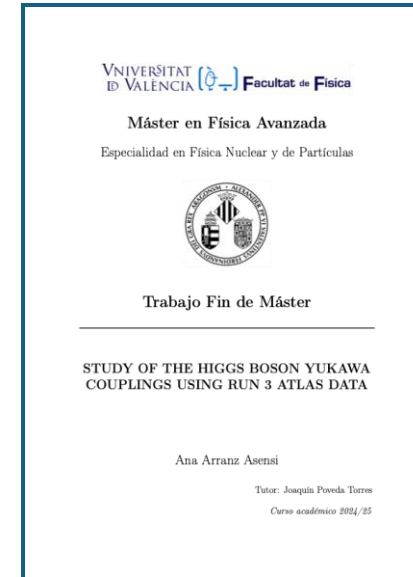 VNIVERSITAT
D VALÈNCIA
Facultat de Física
Máster en Física Avanzada
Especialidad en Física Nuclear y de Partículas
Trabajo Fin de Máster
STUDY OF THE HIGGS BOSON YUKAWA
COUPLINGS USING RUN 3 ATLAS DATA
Ana Arranz Asensi
Tutor: Joaquín Poveda Torres
Curso académico 2024/25